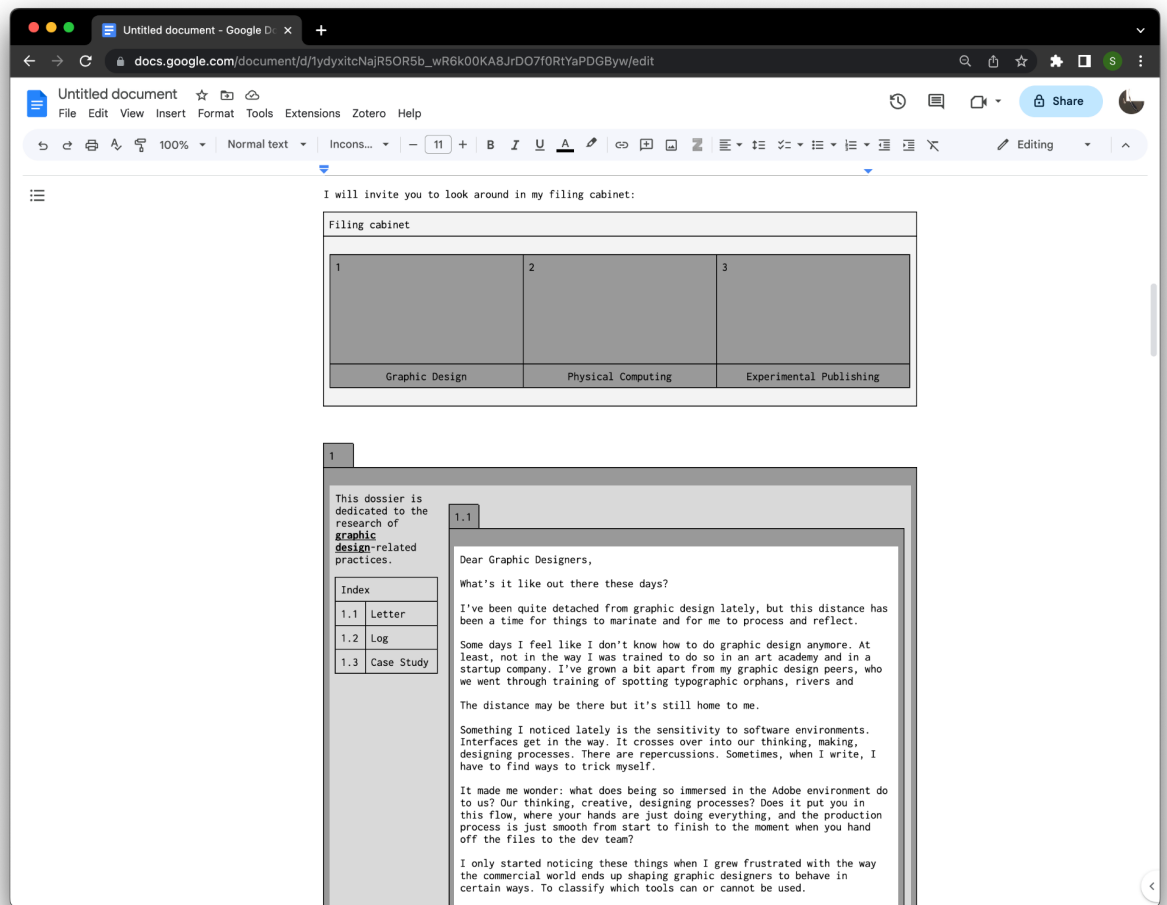 Untitled document - Google Do
docs.google.com/document/d/1ydyxitcNajR5OR5b_wR6k00KA8JrDO7f0RtYaPDGByw/edit
S
Untitled document
File Edit View Insert Format Tools Extensions Zotero Help
Share
100% Normal text Incons... − 11 + B I U A Editing
I will invite you to look around in my filing cabinet:
Filing cabinet
1 2 3
Graphic Design Physical Computing Experimental Publishing
1
This dossier is
dedicated to the
research of
graphic
design-related
practices.
Index
1.1 Letter
1.2 Log
1.3 Case Study
1.1
Dear Graphic Designers,
What's it like out there these days?
I've been quite detached from graphic design lately, but this distance has
been a time for things to marinate and for me to process and reflect.
Some days I feel like I don't know how to do graphic design anymore. At
least, not in the way I was trained to do so in an art academy and in a
startup company. I've grown a bit apart from my graphic design peers, who
we went through training of spotting typographic orphans, rivers and
The distance may be there but it's still home to me.
Something I noticed lately is the sensitivity to software environments.
Interfaces get in the way. It crosses over into our thinking, making,
designing processes. There are repercussions. Sometimes, when I write, I
have to find ways to trick myself.
It made me wonder: what does being so immersed in the Adobe environment do
to us? Our thinking, creative, designing processes? Does it put you in
this flow, where your hands are just doing everything, and the production
process is just smooth from start to finish to the moment when you hand
off the files to the dev team?
I only started noticing these things when I grew frustrated with the way
the commercial world ends up shaping graphic designers to behave in
certain ways. To classify which tools can or cannot be used.